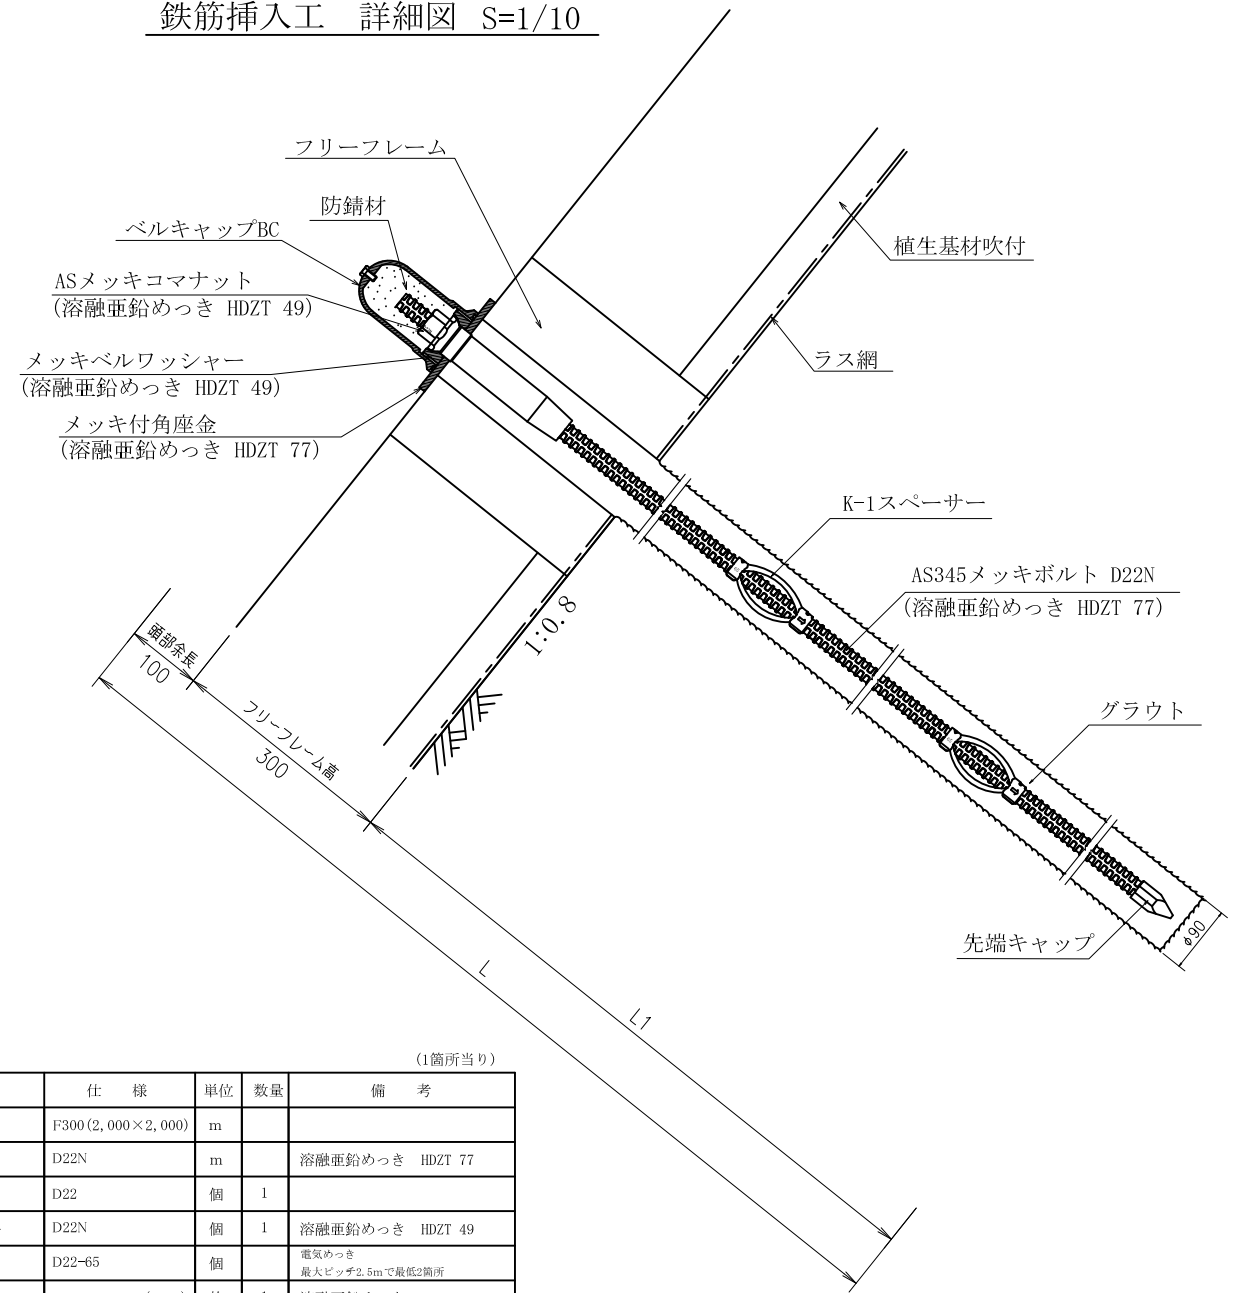 鉄筋挿入工　詳細図　S=1/10
フリーフレーム
防錆材
ベルキャップBC
ASメッキコマナット
(溶融亜鉛めっき HDZT 49)
メッキベルワッシャー
(溶融亜鉛めっき HDZT 49)
メッキ付角座金
(溶融亜鉛めっき HDZT 77)
植生基材吹付
ラス網
K-1スペーサー
AS345メッキボルト D22N
(溶融亜鉛めっき HDZT 77)
グラウト
先端キャップ
φ90
1:0.8
頭部余長
100
フリーフレーム高
300
L
L1
(1箇所当り)
仕　様　単位　数量　備　考
F300(2,000×2,000)　m
D22N　m　溶融亜鉛めっき　HDZT 77
D22　個　1
D22N　個　1　溶融亜鉛めっき　HDZT 49
D22-65　個　電気めっき
最大ピッチ2.5mで最低2箇所